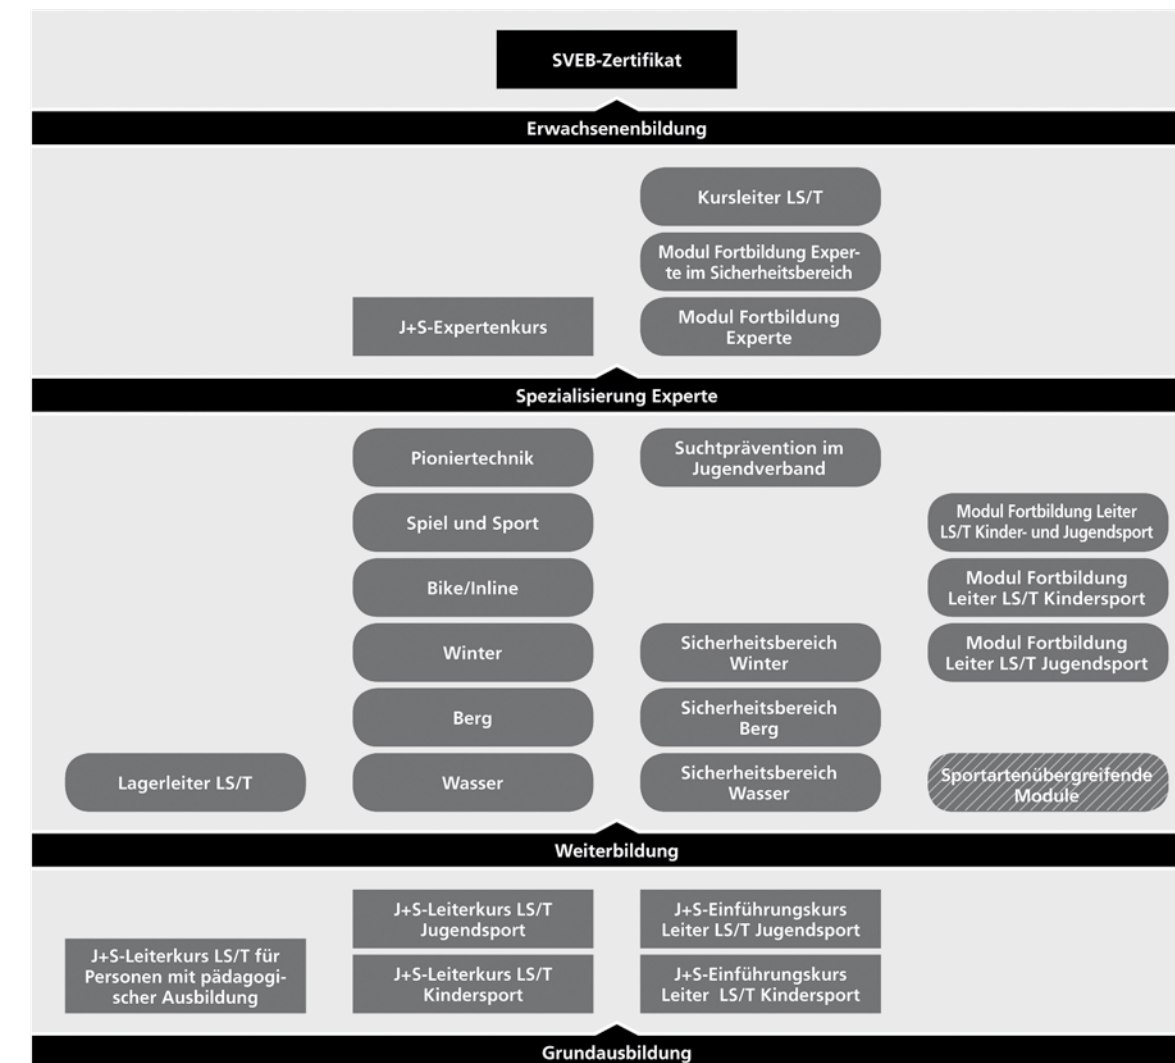 SVEB-Zertifikat
Erwachsenenbildung
Kursleiter LS/T
Modul Fortbildung Exper-
te im Sicherheitsbereich
J+S-Expertenkurs
Modul Fortbildung
Experte
Spezialisierung Experte
Pioniertechnik
Suchtprävention im
Jugendverband
Spiel und Sport
Modul Fortbildung Leiter
LS/T Kinder- und Jugendsport
Bike/Inline
Modul Fortbildung
Leiter LS/T Kindersport
Winter
Sicherheitsbereich
Winter
Modul Fortbildung
Leiter LS/T Jugendsport
Berg
Sicherheitsbereich
Berg
Lagerleiter LS/T
Wasser
Sicherheitsbereich
Wasser
Sportartenübergreifende
Module
Weiterbildung
J+S-Leiterkurs LS/T für
Personen mit pädagogi-
scher Ausbildung
J+S-Leiterkurs LS/T
Jugendsport
J+S-Einführungskurs
Leiter LS/T Jugendsport
J+S-Leiterkurs LS/T
Kindersport
J+S-Einführungskurs
Leiter LS/T Kindersport
Grundausbildung